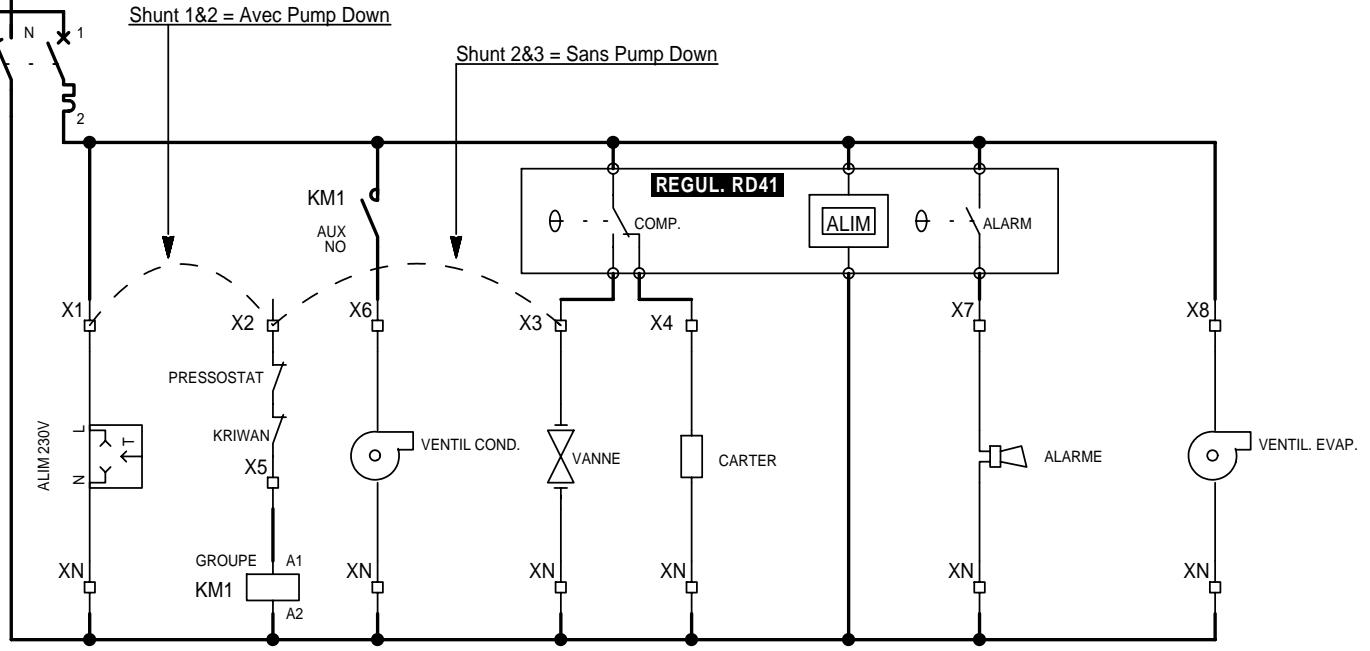 Shunt 1&2 = Avec Pump Down
N
1
Shunt 2&3 = Sans Pump Down
2
REGUL. RD41
KM1
AUX
NO
θ
COMP.
ALIM
θ
ALARM
X1
X2
X6
X3
X4
X7
X8
PRESSOSTAT
ALIM 230V
L
N
T
KRIWAN
X5
VENTIL COND.
VANNE
CARTER
ALARME
VENTIL. EVAP.
GROUPE
A1
KM1
A2
XN
XN
XN
XN
XN
XN